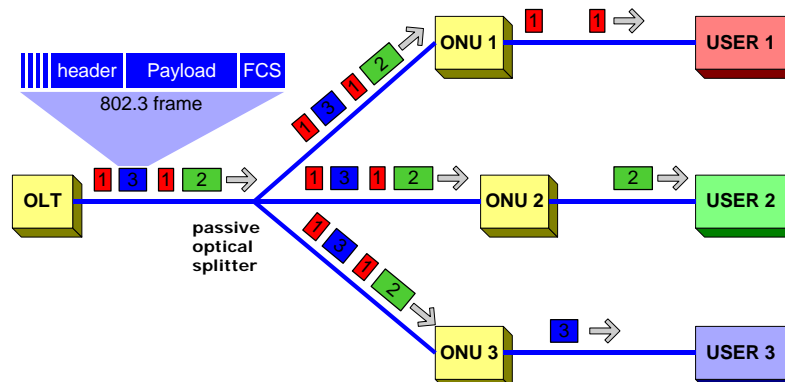 header Payload FCS
802.3 frame
1 3 1 2
OLT
passive
optical
splitter
1 3 1 2
ONU 1
1 1
USER 1
1 3 1 2
ONU 2
2
USER 2
1 3 1 2
ONU 3
3
USER 3